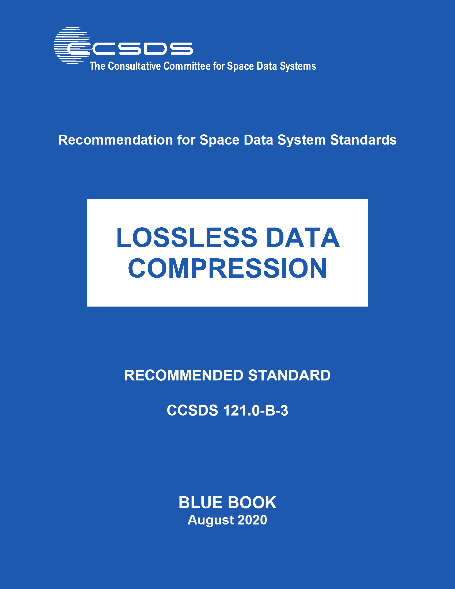 CCSDS
The Consultative Committee for Space Data Systems
Recommendation for Space Data System Standards
LOSSLESS DATA
COMPRESSION
RECOMMENDED STANDARD
CCSDS 121.0-B-3
BLUE BOOK
August 2020